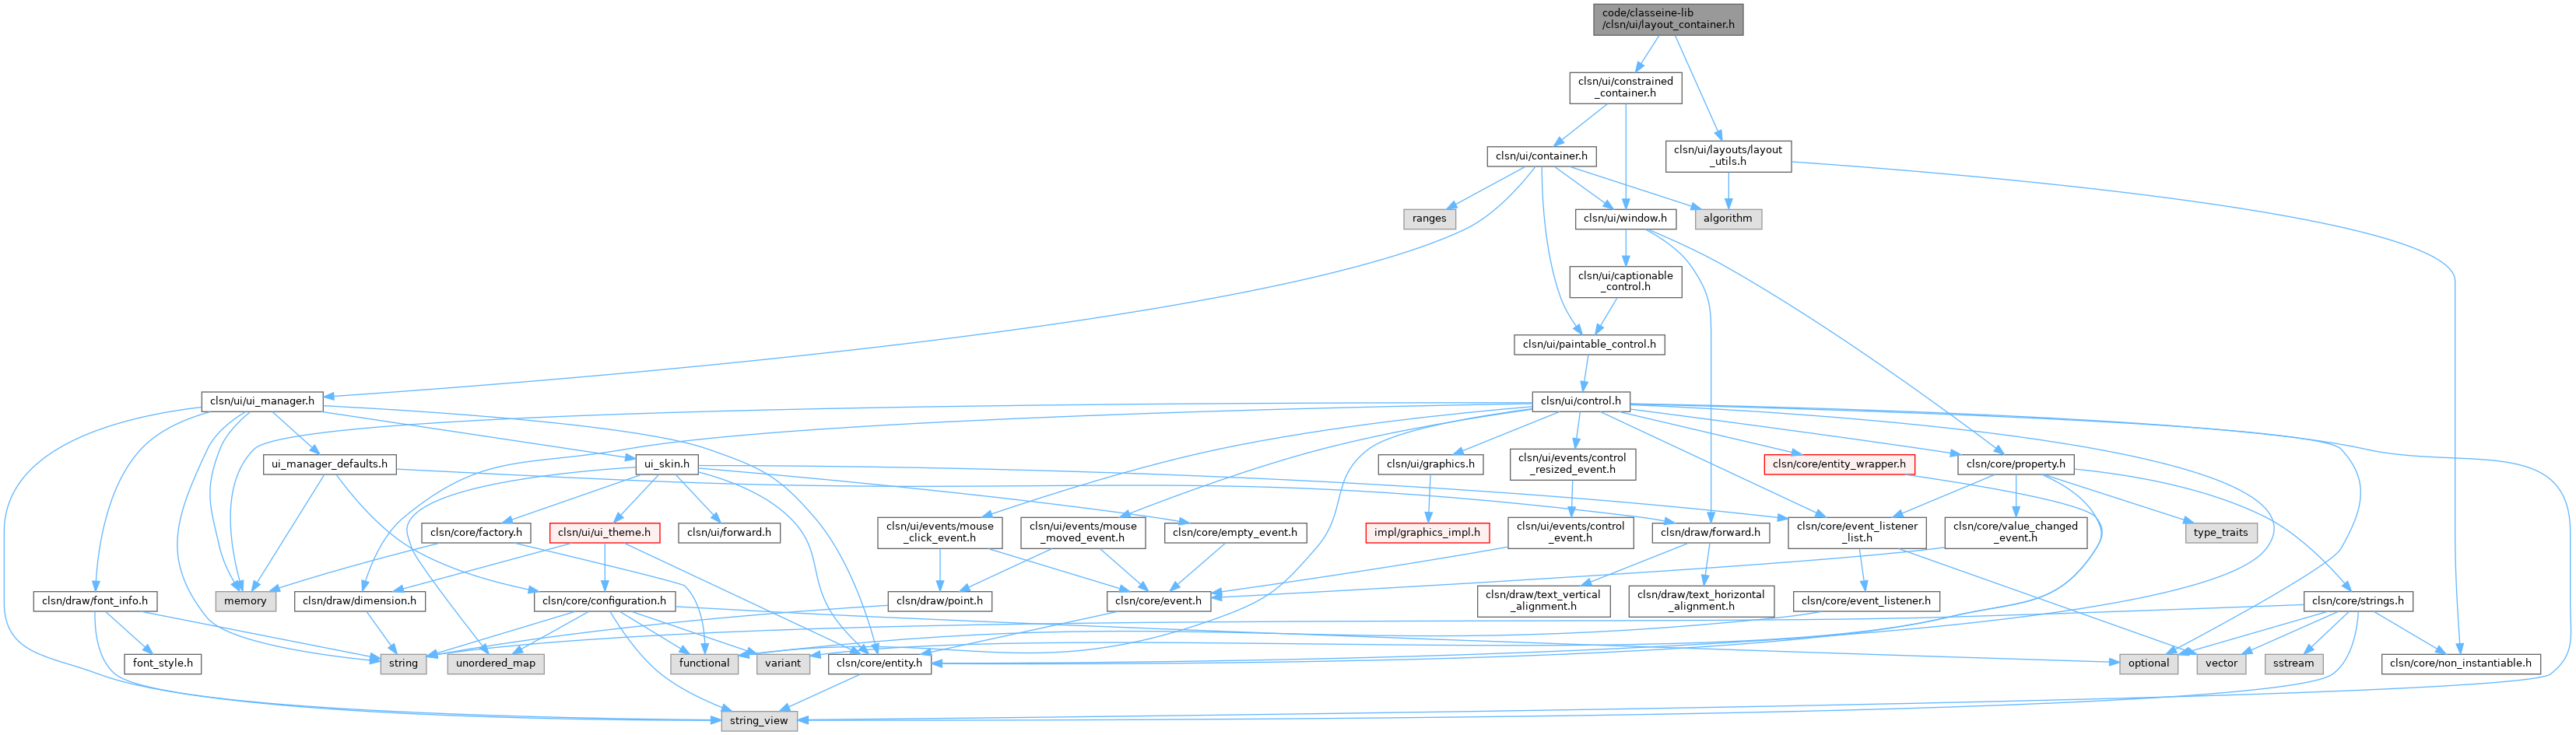 code/classeine-lib
/clsn/ui/layout_container.h
clsn/ui/constrained
_container.h
clsn/ui/container.h
clsn/ui/layouts/layout
_utils.h
ranges
clsn/ui/window.h
algorithm
clsn/ui/captionable
_control.h
clsn/ui/paintable_control.h
clsn/ui/ui_manager.h
clsn/ui/control.h
ui_manager_defaults.h
ui_skin.h
clsn/ui/graphics.h
clsn/ui/events/control
_resized_event.h
clsn/core/entity_wrapper.h
clsn/core/property.h
clsn/core/factory.h
clsn/ui/ui_theme.h
clsn/ui/forward.h
clsn/ui/events/mouse
_click_event.h
clsn/ui/events/mouse
_moved_event.h
clsn/core/empty_event.h
impl/graphics_impl.h
clsn/ui/events/control
_event.h
clsn/draw/forward.h
clsn/core/event_listener
_list.h
clsn/core/value_changed
_event.h
type_traits
clsn/draw/font_info.h
memory
clsn/draw/dimension.h
clsn/core/configuration.h
clsn/draw/point.h
clsn/core/event.h
clsn/draw/text_vertical
_alignment.h
clsn/draw/text_horizontal
_alignment.h
clsn/core/event_listener.h
clsn/core/strings.h
font_style.h
string
unordered_map
functional
variant
clsn/core/entity.h
optional
vector
sstream
clsn/core/non_instantiable.h
string_view